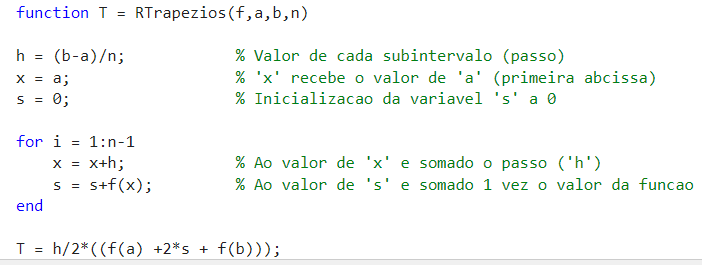 function T = RTrapezios(f,a,b,n)
h = (b-a)/n; % Valor de cada subintervalo (passo)
x = a; % 'x' recebe o valor de 'a' (primeira abcissa)
s = 0; % Inicializacao da variavel 's' a 0
for i = 1:n-1
x = x+h; % Ao valor de 'x' e somado o passo ('h')
s = s+f(x); % Ao valor de 's' e somado 1 vez o valor da funcao
end
T = h/2*((f(a) +2*s + f(b)));